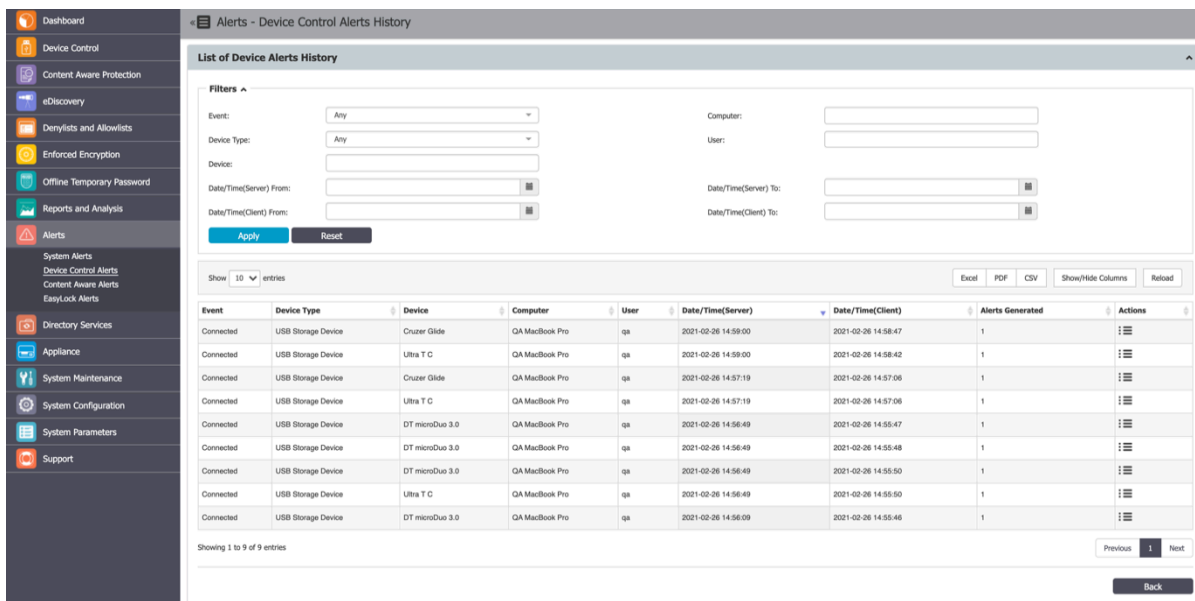 Dashboard
Device Control
Content Aware Protection
eDiscovery
Denylists and Allowlists
Enforced Encryption
Offline Temporary Password
Reports and Analysis
Alerts
System Alerts
Device Control Alerts
Content Aware Alerts
EasyLock Alerts
Directory Services
Appliance
System Maintenance
System Configuration
System Parameters
Support
« Alerts - Device Control Alerts History
List of Device Alerts History
Filters
Event: Any Computer:
Device Type: Any User:
Device:
Date/Time(Server) From: Date/Time(Server) To:
Date/Time(Client) From: Date/Time(Client) To:
Apply Reset
Show 10 entries Excel PDF CSV Show/Hide Columns Reload
Event Device Type Device Computer User Date/Time(Server) Date/Time(Client) Alerts Generated Actions
Connected USB Storage Device Cruzer Glide QA MacBook Pro qa 2021-02-26 14:59:00 2021-02-26 14:58:47 1
Connected USB Storage Device Ultra T C QA MacBook Pro qa 2021-02-26 14:59:00 2021-02-26 14:58:42 1
Connected USB Storage Device Cruzer Glide QA MacBook Pro qa 2021-02-26 14:57:19 2021-02-26 14:57:06 1
Connected USB Storage Device Ultra T C QA MacBook Pro qa 2021-02-26 14:57:19 2021-02-26 14:57:06 1
Connected USB Storage Device DT microDuo 3.0 QA MacBook Pro qa 2021-02-26 14:56:49 2021-02-26 14:55:47 1
Connected USB Storage Device DT microDuo 3.0 QA MacBook Pro qa 2021-02-26 14:56:49 2021-02-26 14:55:48 1
Connected USB Storage Device DT microDuo 3.0 QA MacBook Pro qa 2021-02-26 14:56:49 2021-02-26 14:55:50 1
Connected USB Storage Device Ultra T C QA MacBook Pro qa 2021-02-26 14:56:49 2021-02-26 14:55:50 1
Connected USB Storage Device DT microDuo 3.0 QA MacBook Pro qa 2021-02-26 14:56:09 2021-02-26 14:55:46 1
Showing 1 to 9 of 9 entries Previous 1 Next
Back